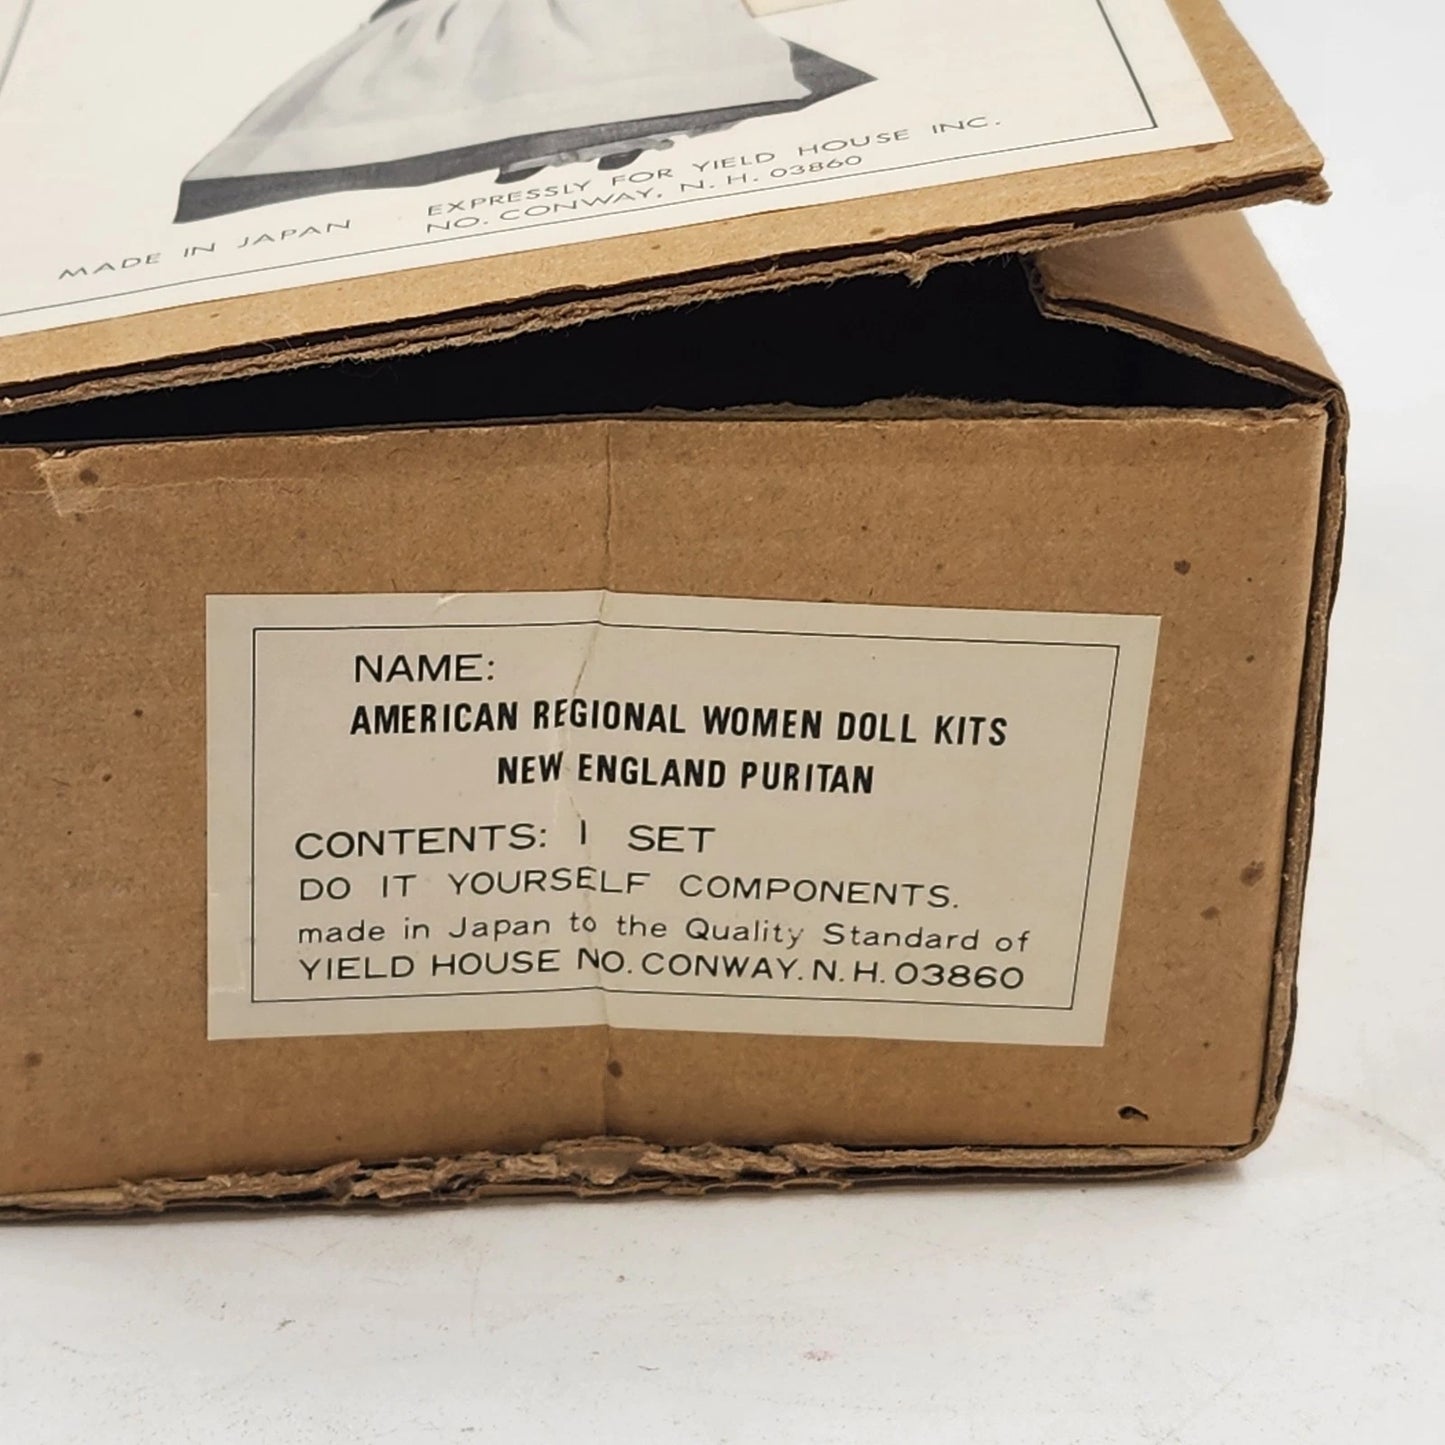 MADE IN JAPAN
EXPRESSLY FOR YIELD HOUSE INC.
NO. CONWAY, N. H. 03860
NAME:
AMERICAN REGIONAL WOMEN DOLL KITS
NEW ENGLAND PURITAN
CONTENTS: 1 SET
DO IT YOURSELF COMPONENTS.
made in Japan to the Quality Standard of
YIELD HOUSE NO. CONWAY. N. H. 03860